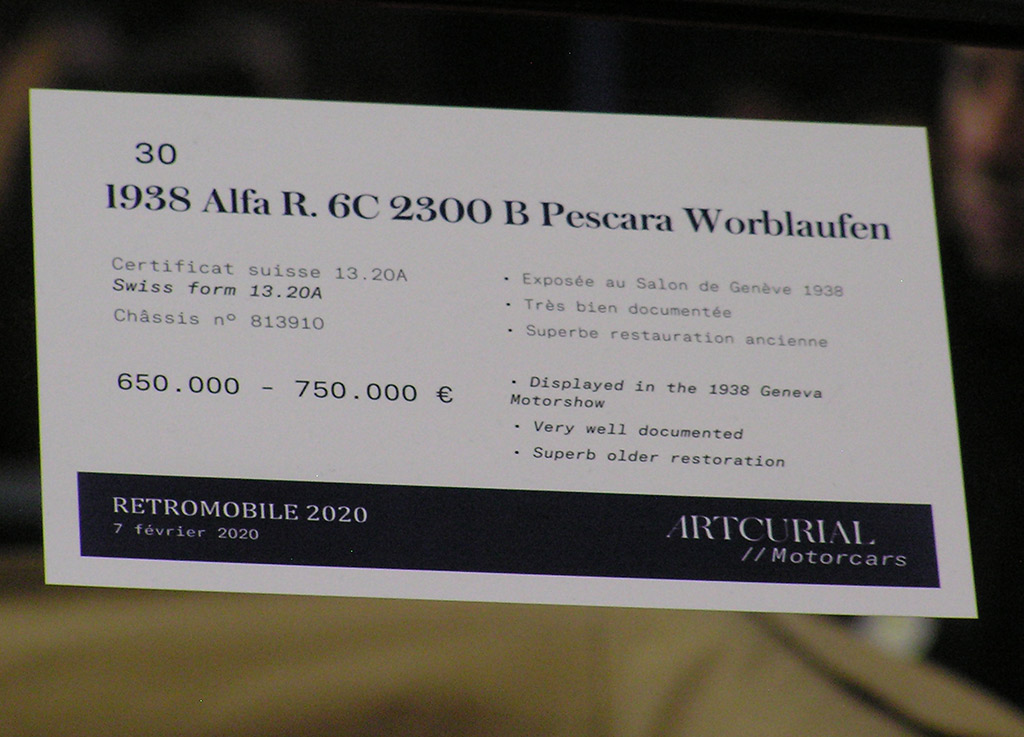 30
1938 Alfa R. 6C 2300 B Pescara Worblaufen
Certificat suisse 13.20A
Swiss form 13.20A
Châssis n° 813910
650.000 - 750.000 €
· Exposée au Salon de Genève 1938
· Très bien documentée
· Superbe restauration ancienne
· Displayed in the 1938 Geneva
Motorshow
· Very well documented
· Superb older restoration
RETROMOBILE 2020
7 février 2020
ARTCURIAL
//Motorcars